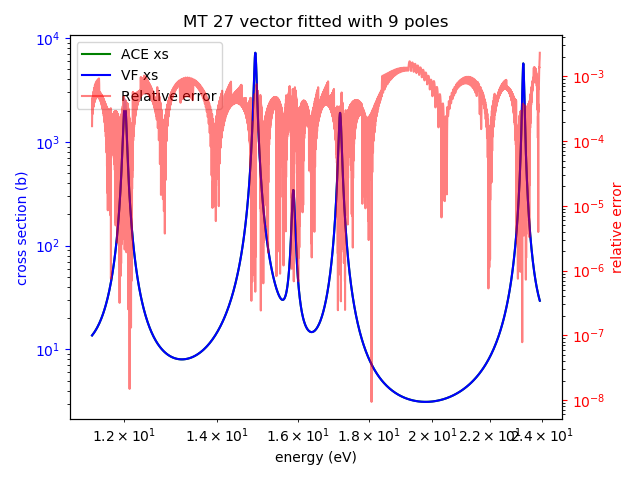 MT 27 vector fitted with 9 poles
ACE xs
VF xs
Relative error
10⁴
10³
10²
10¹
cross section (b)
10⁻³
10⁻⁴
10⁻⁵
10⁻⁶
10⁻⁷
10⁻⁸
relative error
1.2 × 10¹ 1.4 × 10¹ 1.6 × 10¹ 1.8 × 10¹ 2 × 10¹ 2.2 × 10¹ 2.4 × 10¹
energy (eV)